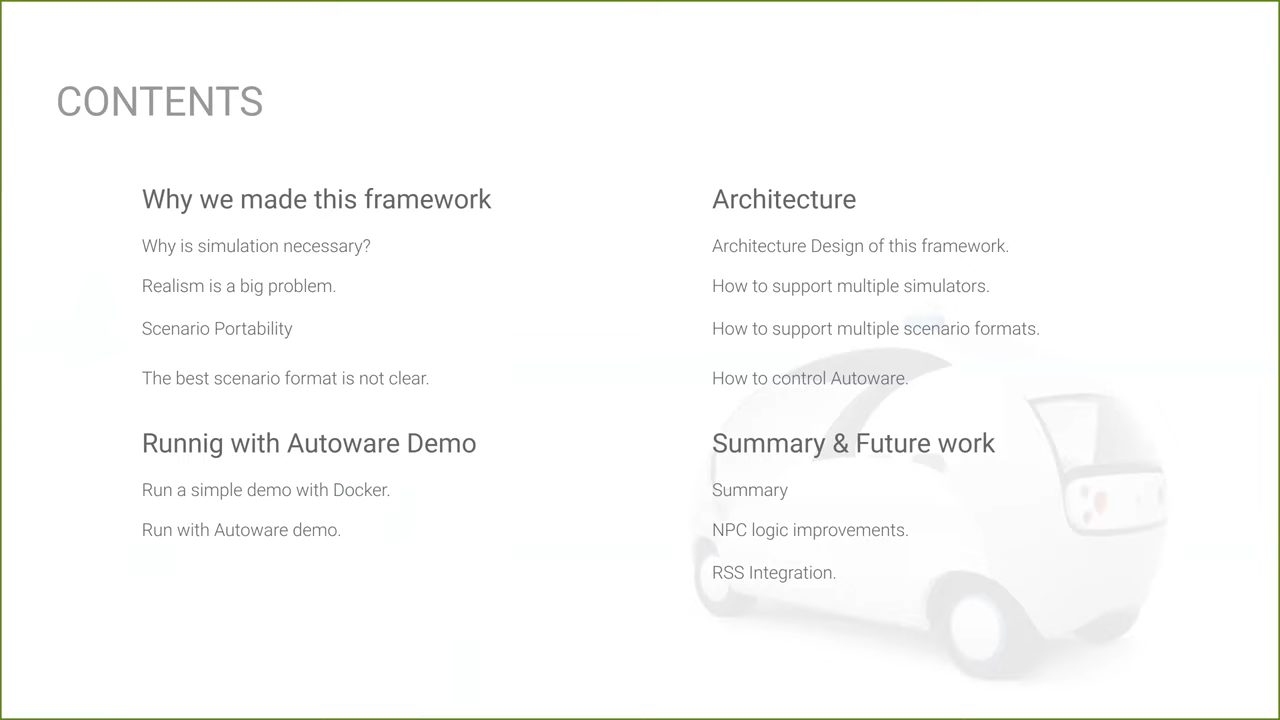 CONTENTS
Why we made this framework
Why is simulation necessary?
Realism is a big problem.
Scenario Portability
The best scenario format is not clear.
Runnig with Autoware Demo
Run a simple demo with Docker.
Run with Autoware demo.
Architecture
Architecture Design of this framework.
How to support multiple simulators.
How to support multiple scenario formats.
How to control Autoware.
Summary & Future work
Summary
NPC logic improvements.
RSS Integration.